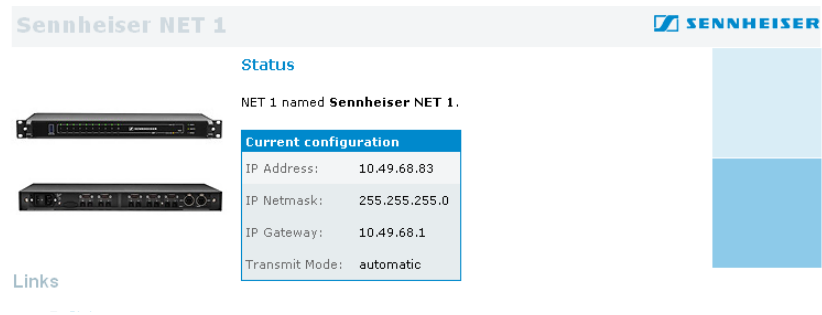 Sennheiser NET 1
SENNHEISER
Status
NET 1 named Sennheiser NET 1.
Current configuration
IP Address: 10.49.68.83
IP Netmask: 255.255.255.0
IP Gateway: 10.49.68.1
Transmit Mode: automatic
Links